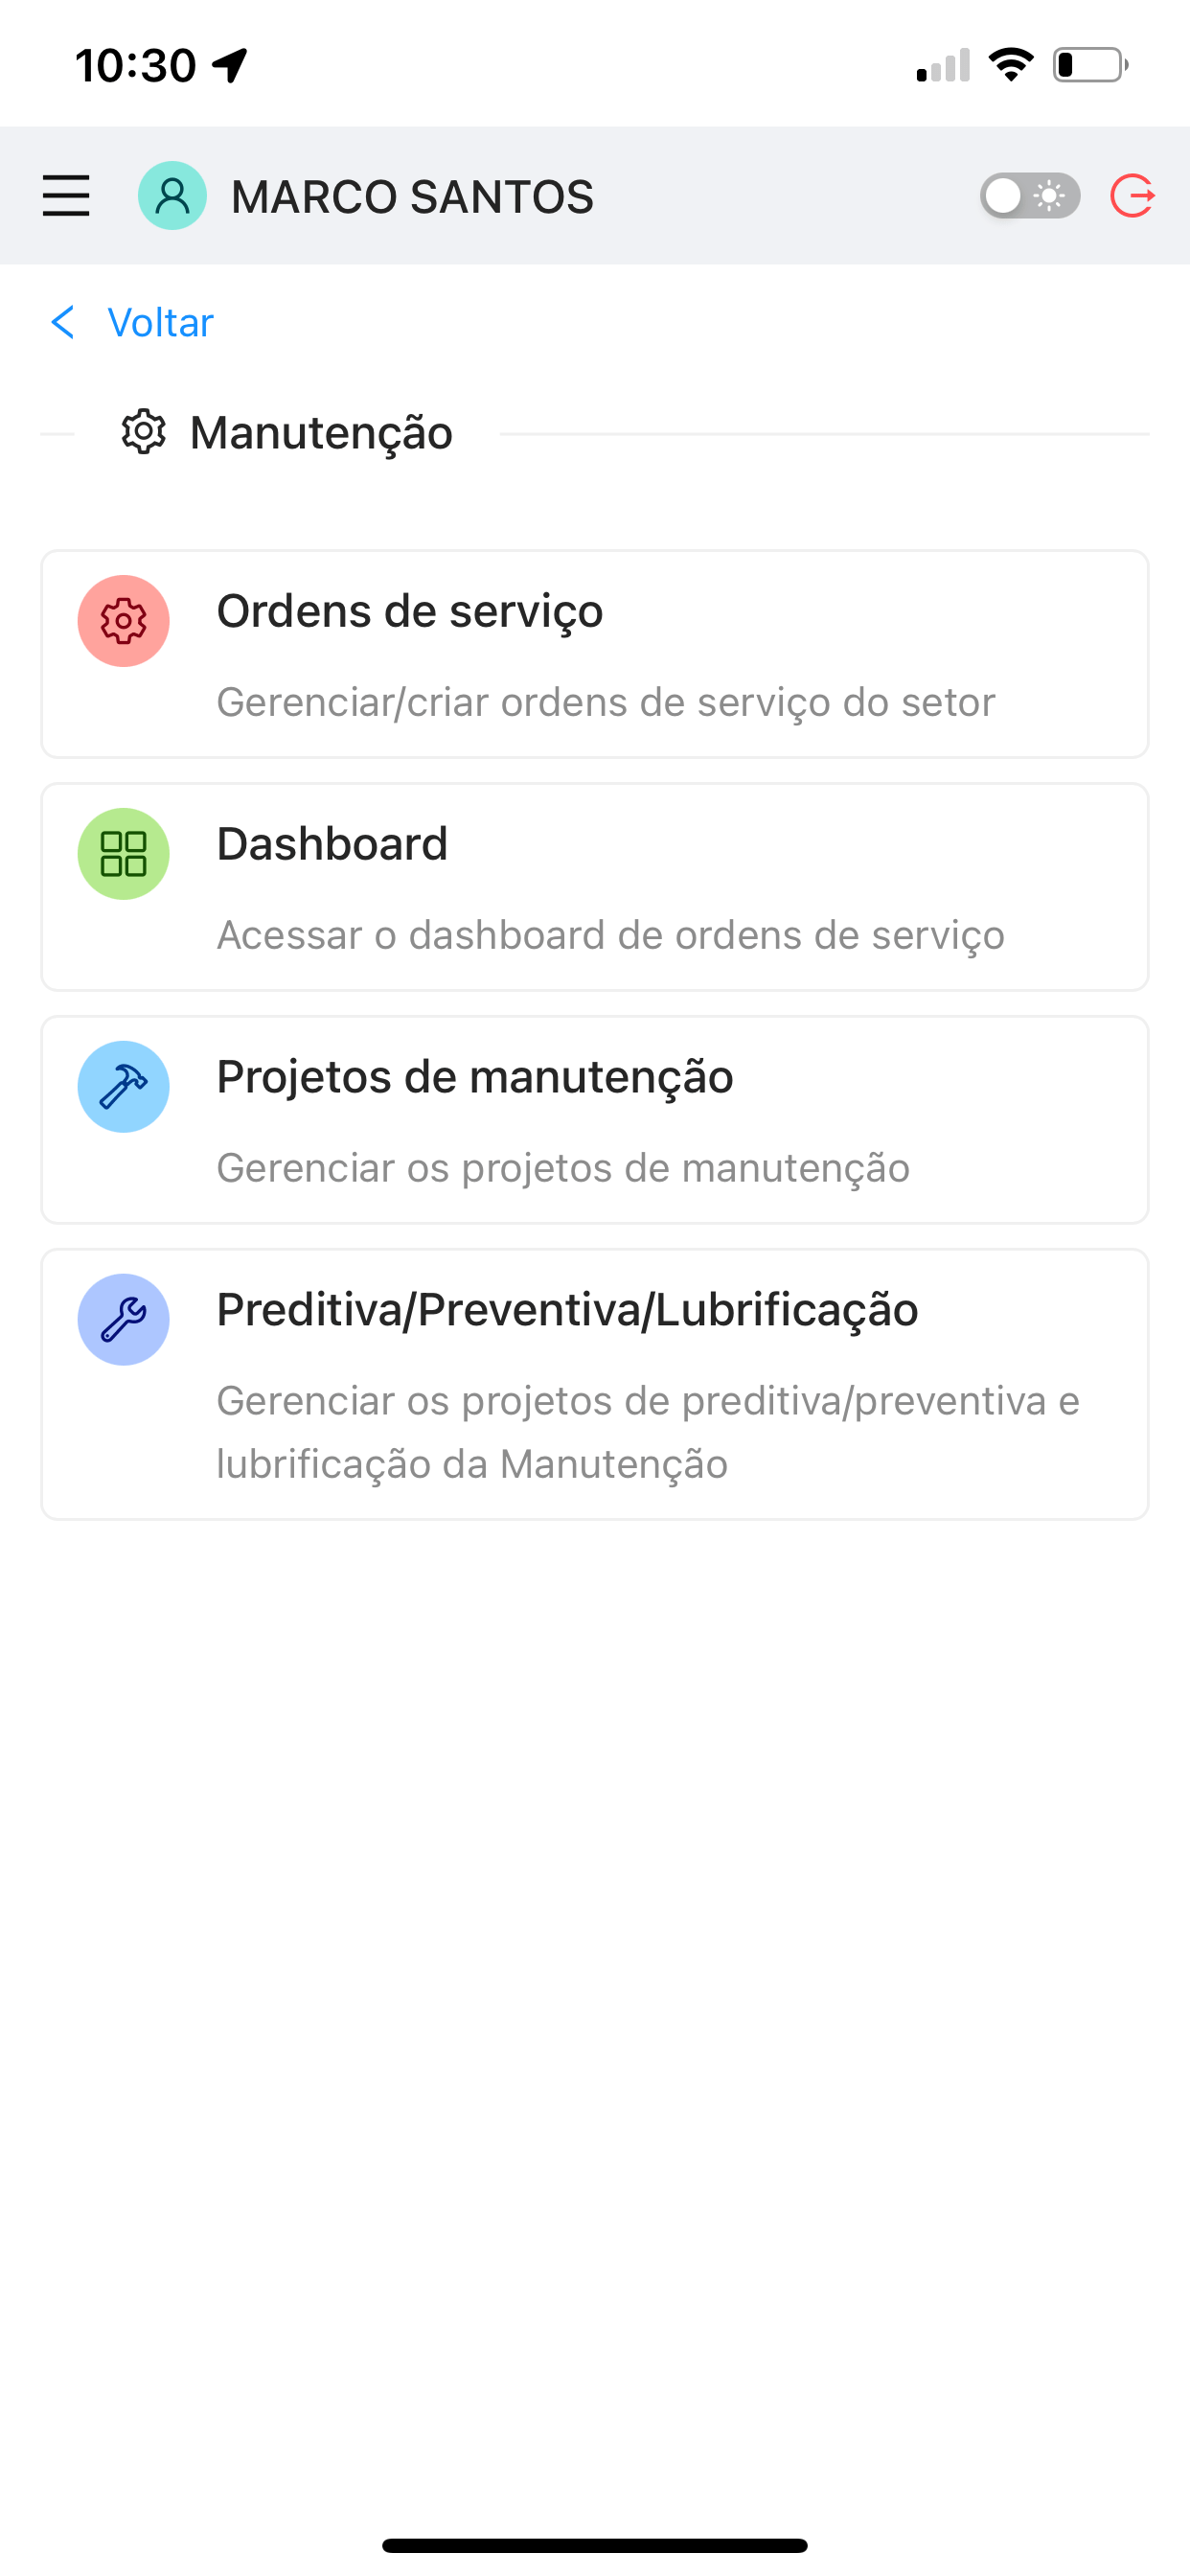 10:30
MARCO SANTOS
Voltar
Manutenção
Ordens de serviço
Gerenciar/criar ordens de serviço do setor
Dashboard
Acessar o dashboard de ordens de serviço
Projetos de manutenção
Gerenciar os projetos de manutenção
Preditiva/Preventiva/Lubrificação
Gerenciar os projetos de preditiva/preventiva e
lubrificação da Manutenção